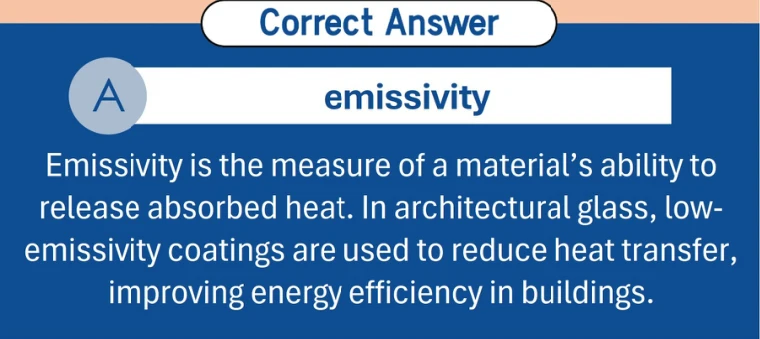 Correct Answer
A
emissivity
Emissivity is the measure of a material's ability to
release absorbed heat. In architectural glass, low-
emissivity coatings are used to reduce heat transfer,
improving energy efficiency in buildings.